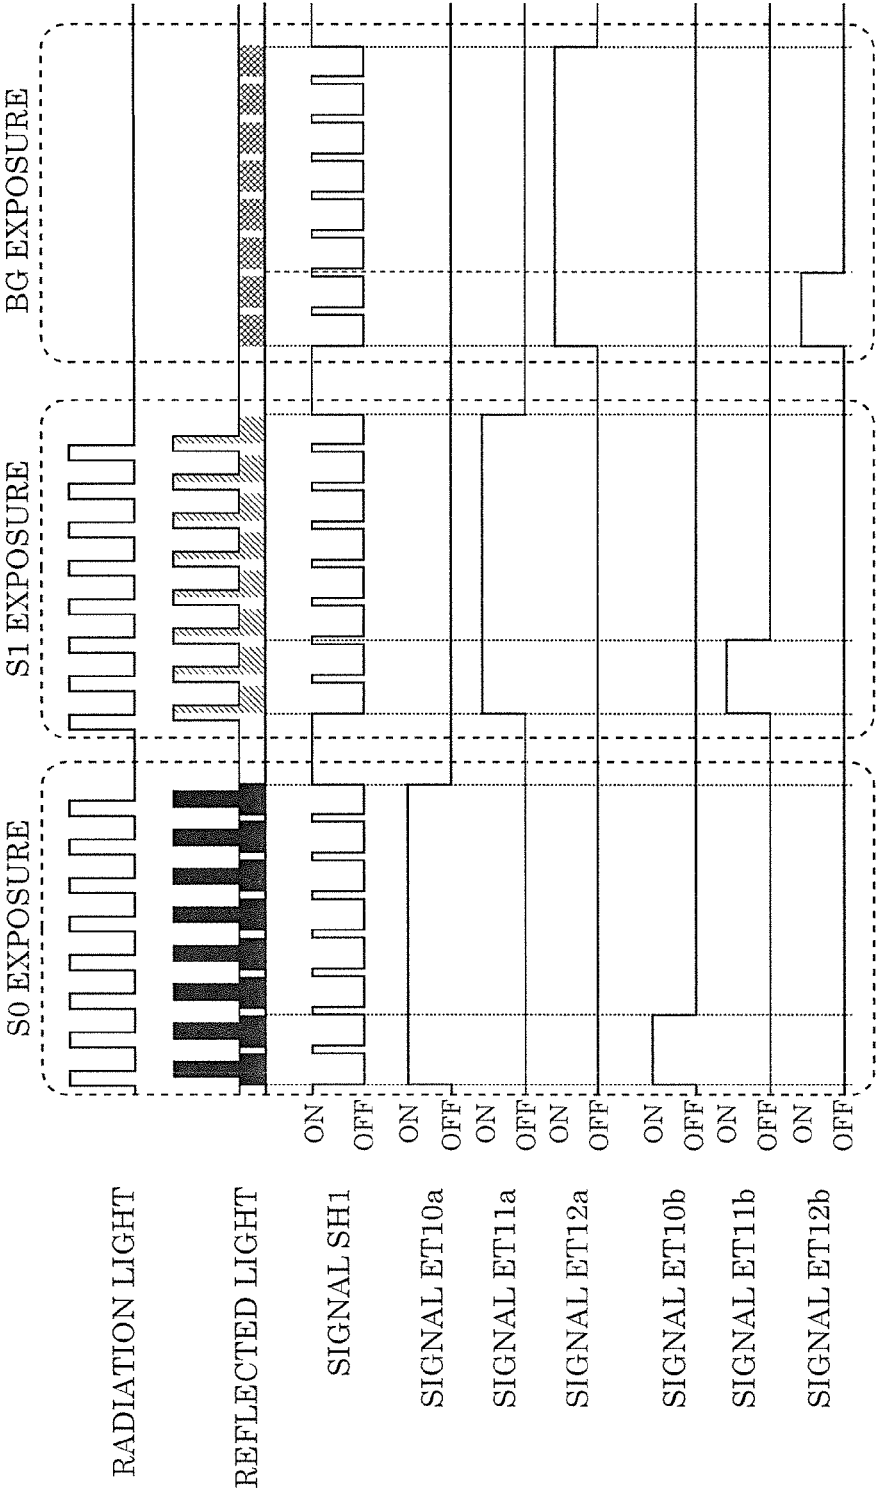 S0 EXPOSURE
S1 EXPOSURE
BG EXPOSURE
RADIATION LIGHT
REFLECTED LIGHT
SIGNAL SH1
ON
OFF
SIGNAL ET10a
ON
OFF
SIGNAL ET11a
ON
OFF
SIGNAL ET12a
ON
OFF
SIGNAL ET10b
ON
OFF
SIGNAL ET11b
ON
OFF
SIGNAL ET12b
ON
OFF